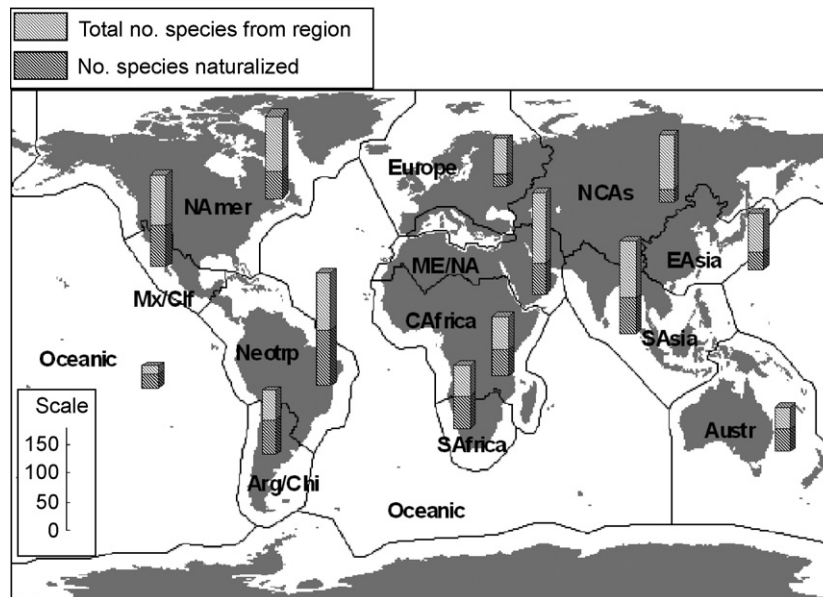 Total no. species from region
No. species naturalized
Europe
NAmer
NCAs
ME/NA
EAsia
Mx/Clf
CAfrica
SAsia
Oceanic
Neotrp
Scale
150
100
50
0
Austr
SAfrica
Arg/Chi
Oceanic